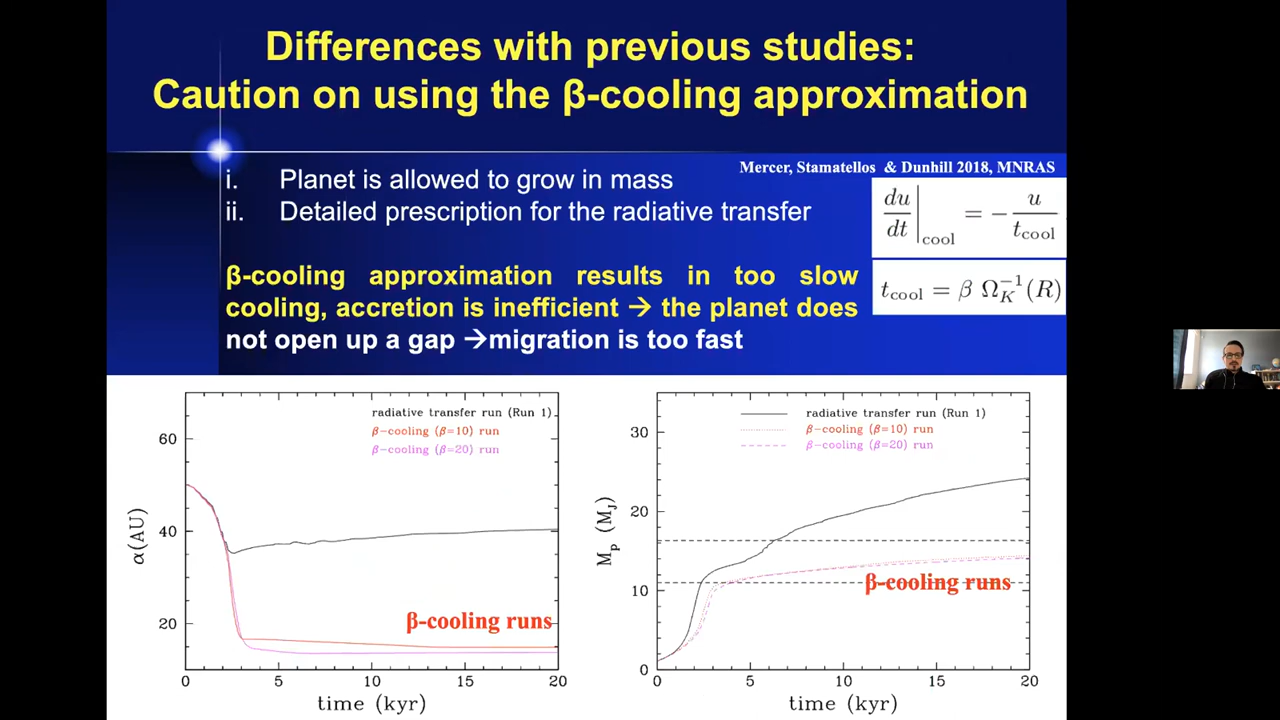 Differences with previous studies:
Caution on using the β-cooling approximation
Mercer, Stamatellos & Dunhill 2018, MNRAS
i. Planet is allowed to grow in mass
ii. Detailed prescription for the radiative transfer
du/dt|cool = − u/tcool
tcool = β Ω_K^−1(R)
β-cooling approximation results in too slow
cooling, accretion is inefficient → the planet does
not open up a gap →migration is too fast
radiative transfer run (Run 1)
β-cooling (β=10) run
β-cooling (β=20) run
60
40
20
α(AU)
β-cooling runs
0 5 10 15 20
time (kyr)
radiative transfer run (Run 1)
β-cooling (β=10) run
β-cooling (β=20) run
30
20
10
0
Mp (MJ)
β-cooling runs
0 5 10 15 20
time (kyr)